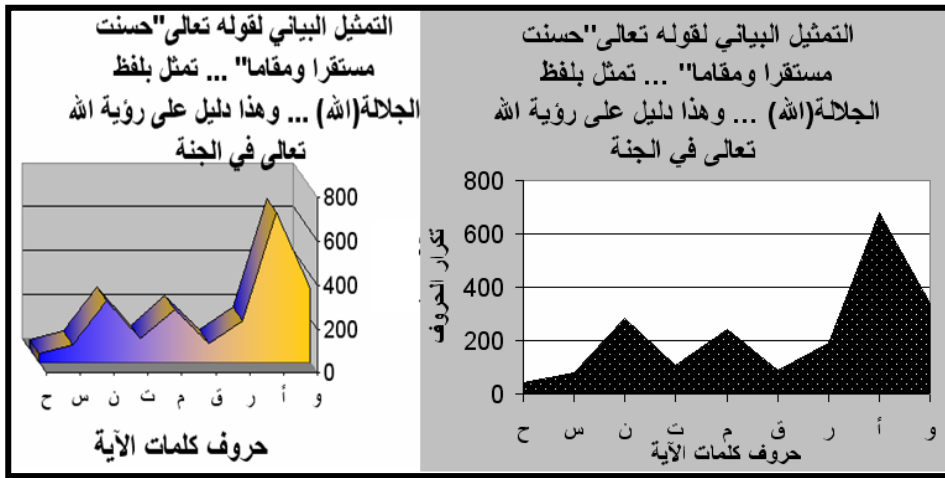 التمثيل البياني لقوله تعالى"حسنت
مستقرا ومقاما" ... تمثل بلفظ
الجلالة(الله) ... وهذا دليل على رؤية الله
تعالى في الجنة
800
600
400
200
0
تكرار الحروف
ح س ن ت م ق ر أ و
حروف كلمات الآية
التمثيل البياني لقوله تعالى"حسنت
مستقرا ومقاما" ... تمثل بلفظ
الجلالة(الله) ... وهذا دليل على رؤية الله
تعالى في الجنة
800
600
400
200
0
ح س ن ت م ق ر أ و
حروف كلمات الآية